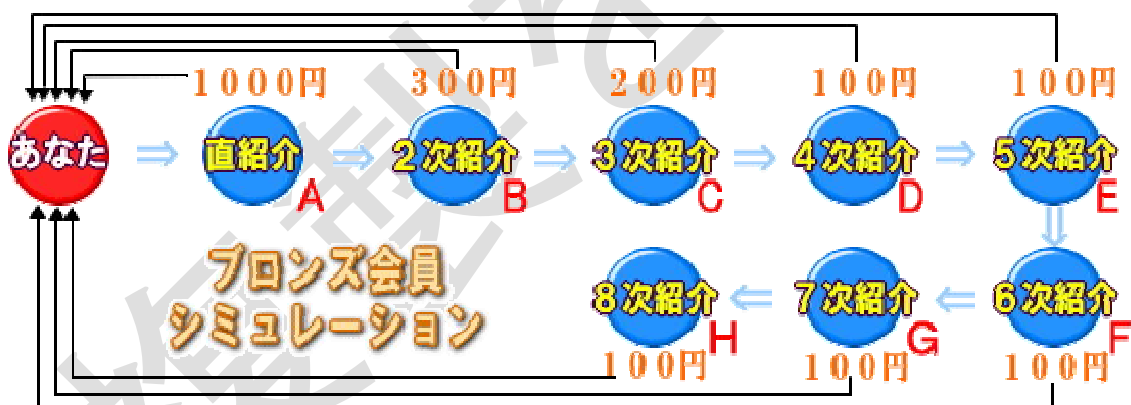 1000円
300円
200円
100円
100円
あなた
直紹介
2次紹介
3次紹介
4次紹介
5次紹介
A
B
C
D
E
ブロンズ会員
シミュレーション
8次紹介
7次紹介
6次紹介
H
G
F
100円
100円
100円